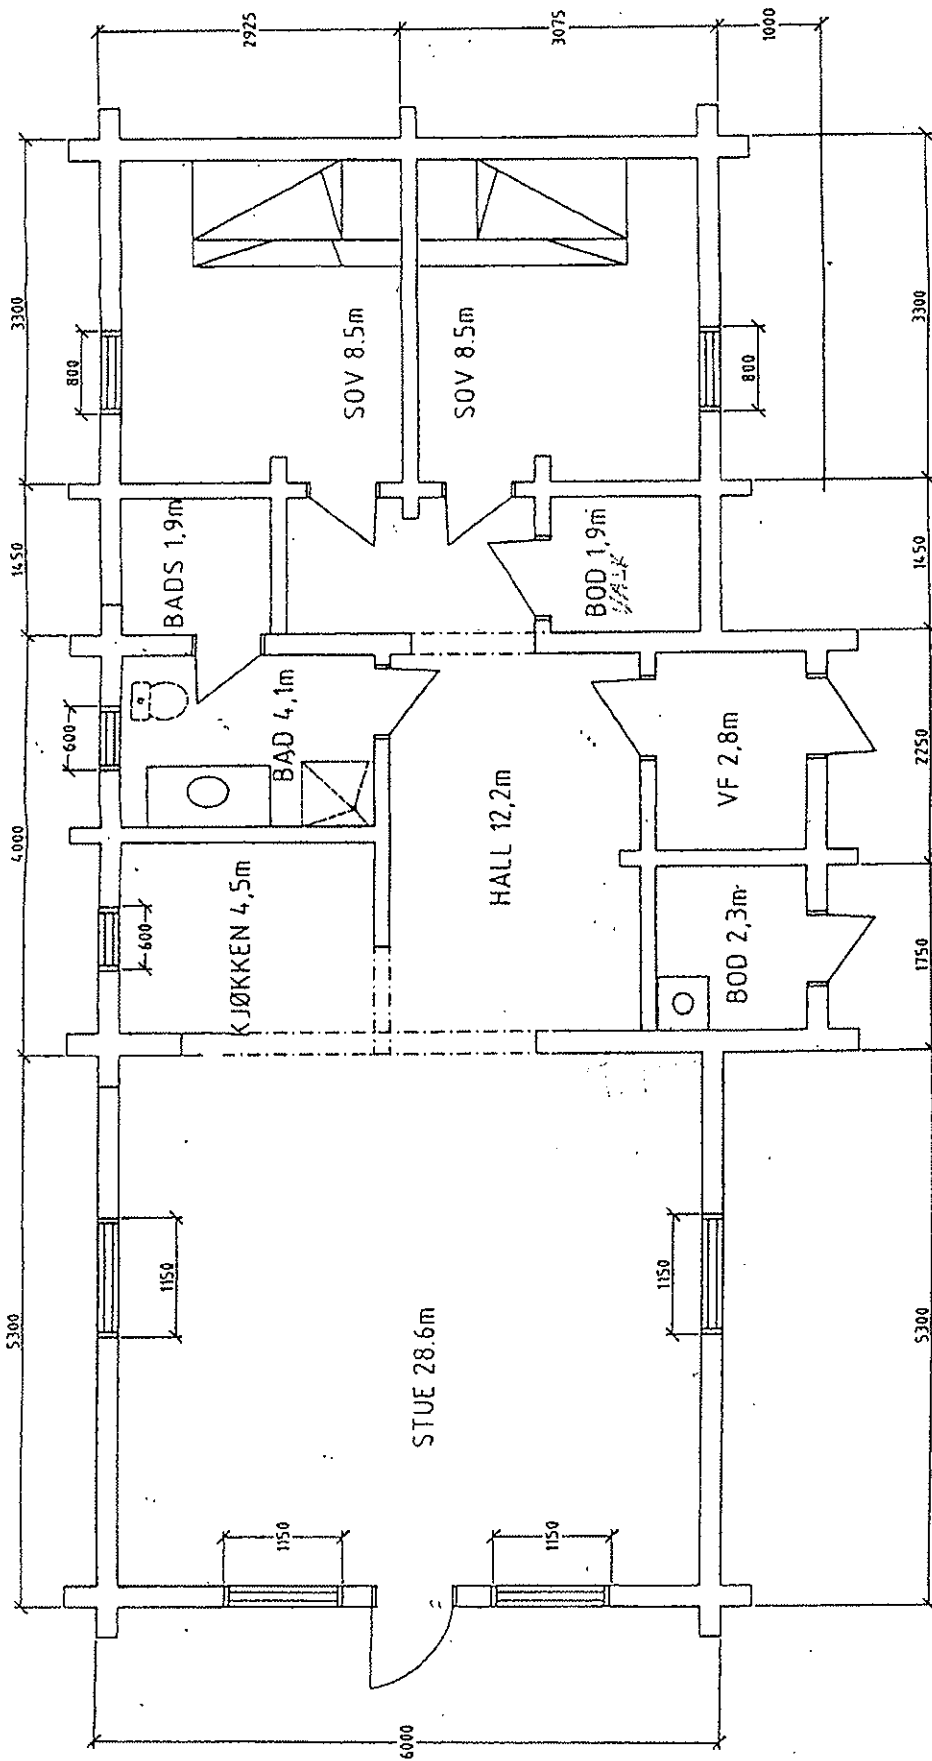 2925
3075
1000
3300
1450
4000
5300
3300
1450
2250
1750
5300
6000
800
800
600
600
1150
1150
1150
1150
SOV 8.5m
SOV 8.5m
BADS 1,9m
BOD 1,9m
BAD 4,1m
KJØKKEN 4,5m
HALL 12,2m
VF 2,8m
BOD 2,3m
STUE 28.6m